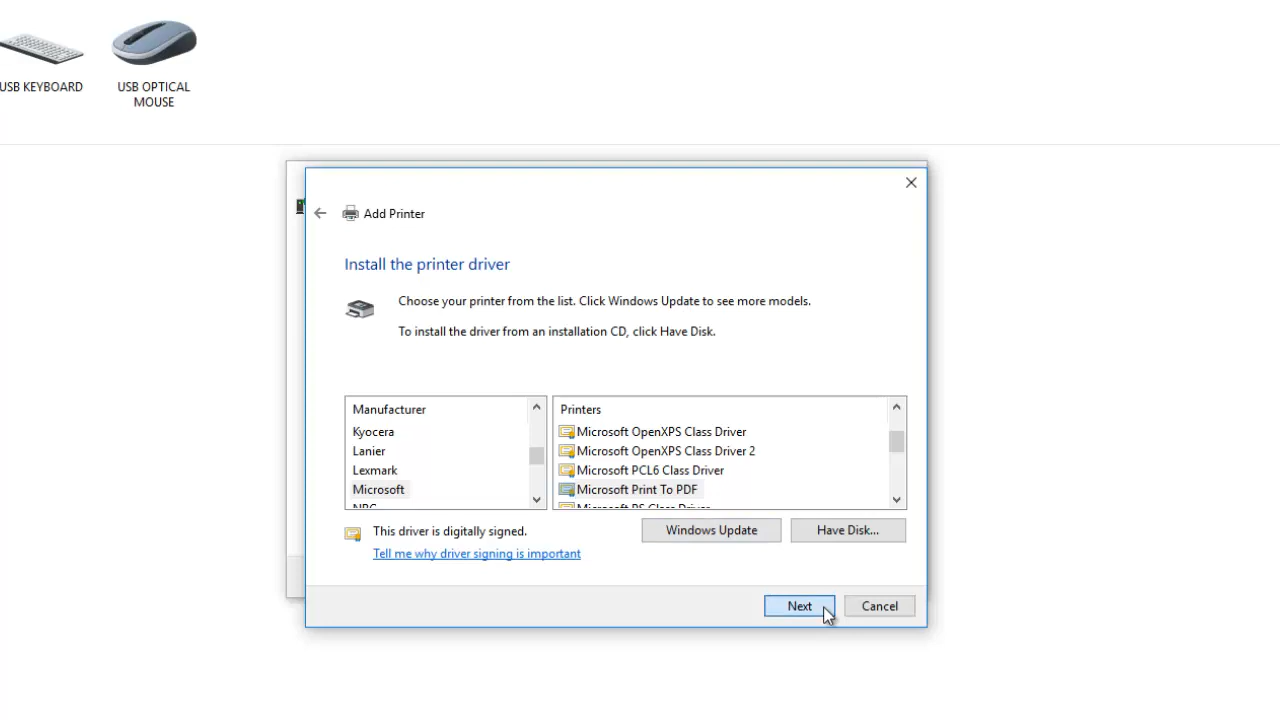 USB KEYBOARD
USB OPTICAL
MOUSE
Add Printer
Install the printer driver
Choose your printer from the list. Click Windows Update to see more models.
To install the driver from an installation CD, click Have Disk.
Manufacturer
Kyocera
Lanier
Lexmark
Microsoft
Printers
Microsoft OpenXPS Class Driver
Microsoft OpenXPS Class Driver 2
Microsoft PCL6 Class Driver
Microsoft Print To PDF
Microsoft PS Class Driver
This driver is digitally signed.
Tell me why driver signing is important
Windows Update
Have Disk...
Next
Cancel